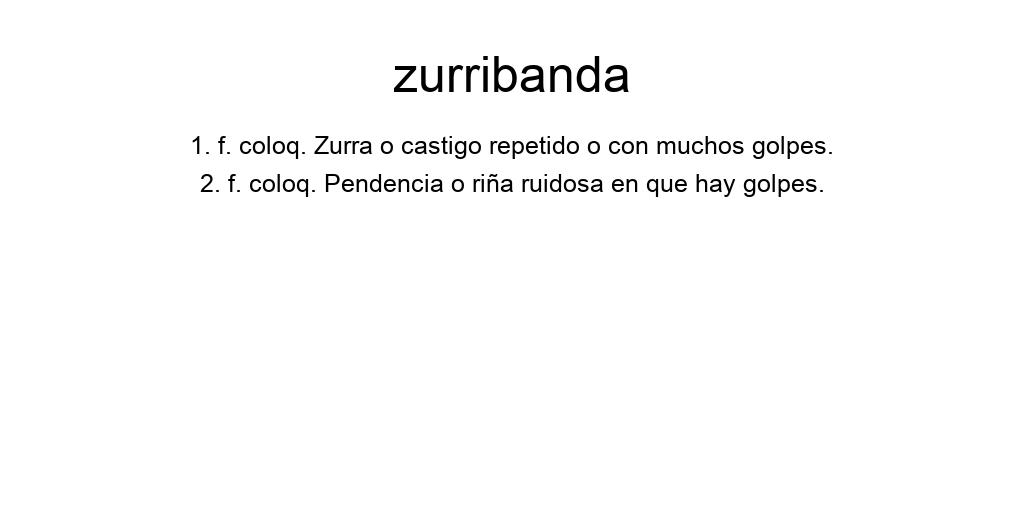 zurribanda
1. f. coloq. Zurra o castigo repetido o con muchos golpes.
2. f. coloq. Pendencia o riña ruidosa en que hay golpes.